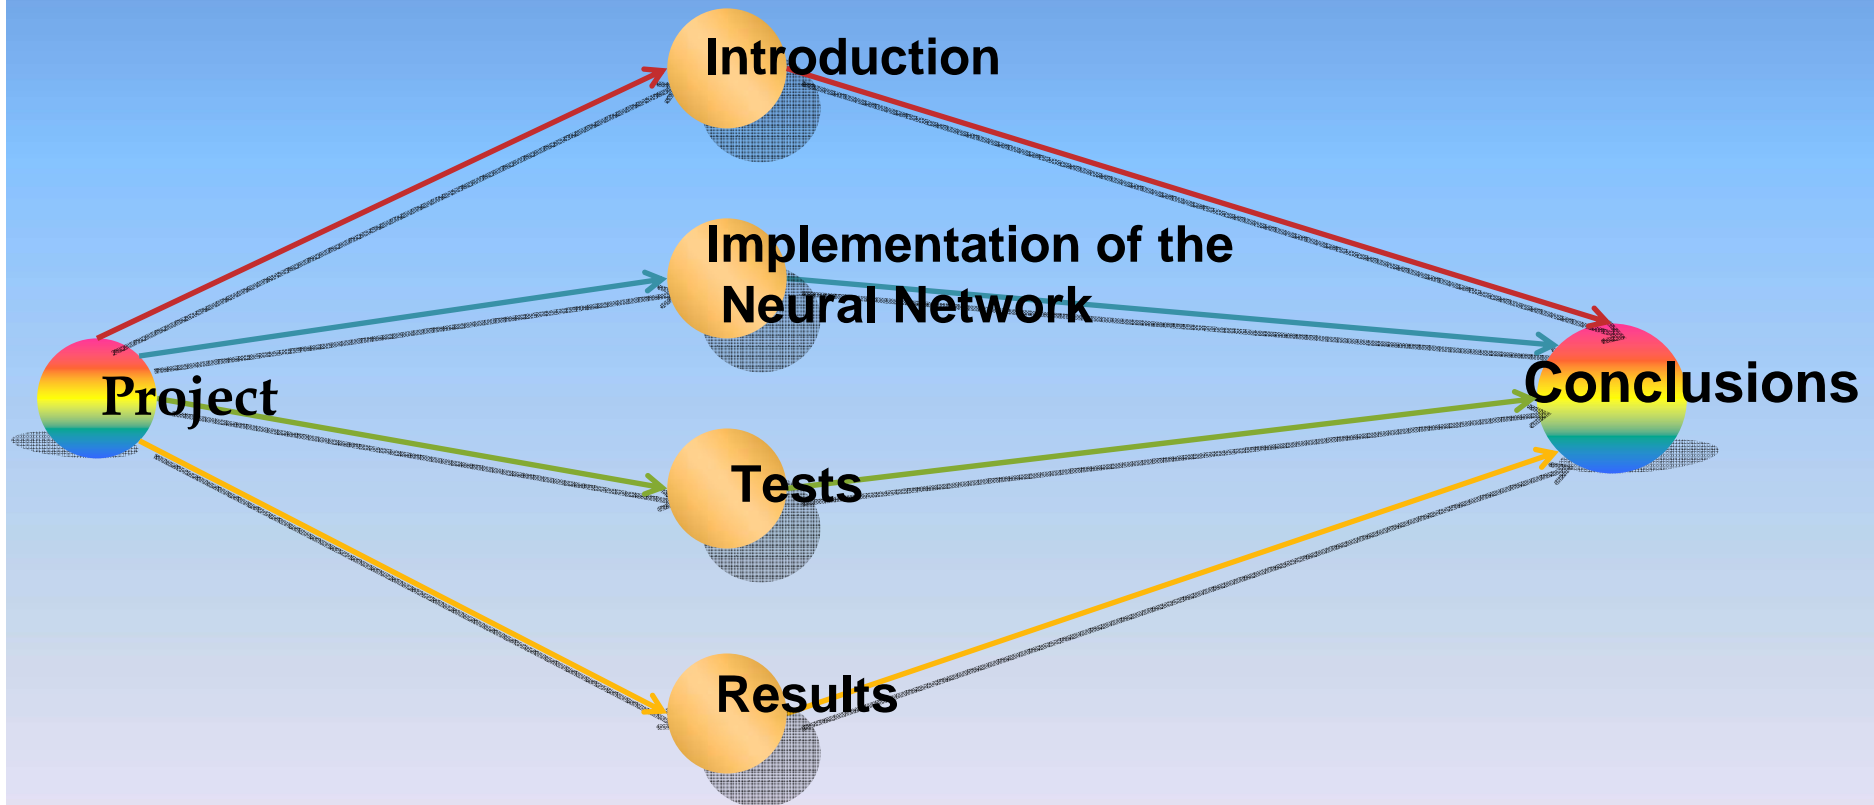 Introduction
Implementation of the
Neural Network
Project
Conclusions
Tests
Results